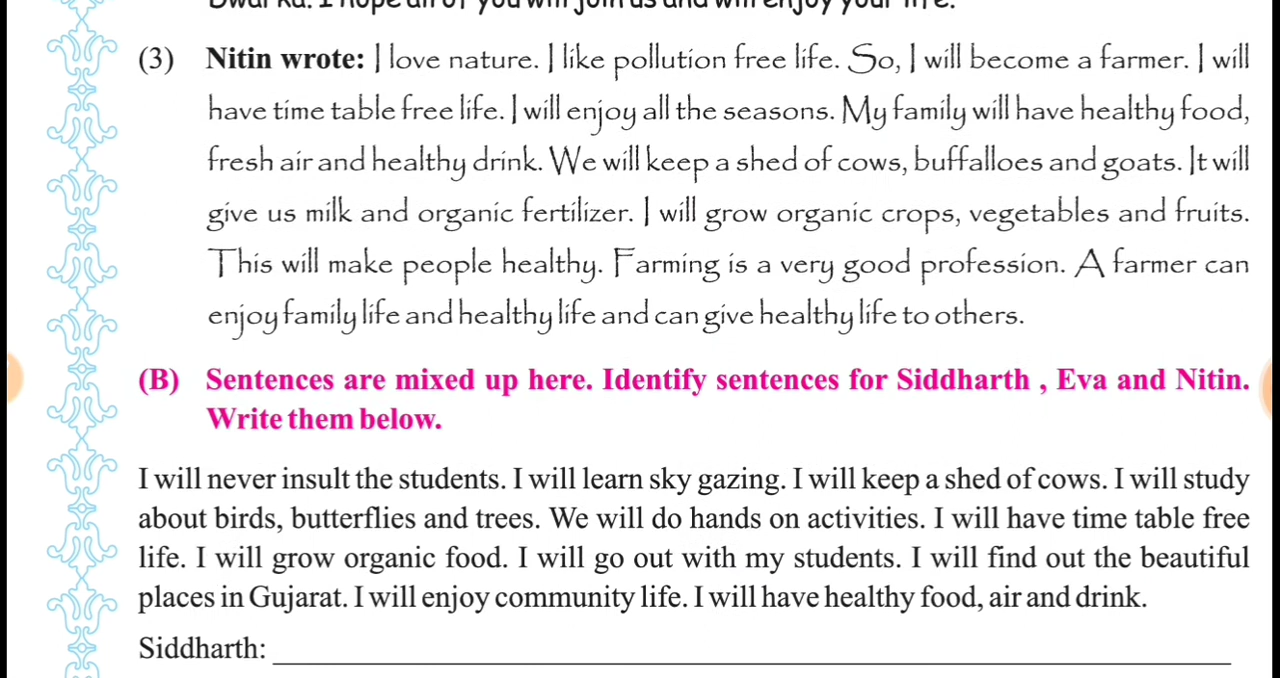 (3) Nitin wrote: I love nature. I like pollution free life. So, I will become a farmer. I will
have time table free life. I will enjoy all the seasons. My family will have healthy food,
fresh air and healthy drink. We will keep a shed of cows, buffalloes and goats. It will
give us milk and organic fertilizer. I will grow organic crops, vegetables and fruits.
This will make people healthy. Farming is a very good profession. A farmer can
enjoy family life and healthy life and can give healthy life to others.
(B) Sentences are mixed up here. Identify sentences for Siddharth , Eva and Nitin.
Write them below.
I will never insult the students. I will learn sky gazing. I will keep a shed of cows. I will study
about birds, butterflies and trees. We will do hands on activities. I will have time table free
life. I will grow organic food. I will go out with my students. I will find out the beautiful
places in Gujarat. I will enjoy community life. I will have healthy food, air and drink.
Siddharth: